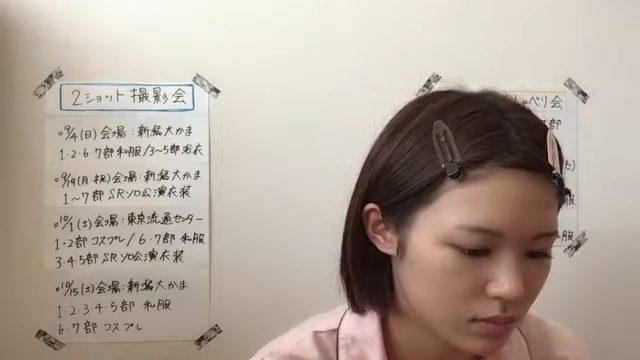 2ショット撮影会
○9/4(日)会場:新潟大かま
1・2・6・7部 和服/3~5部 浴衣
○9/19(月・祝)会場:新潟大かま
1~7部 SRソロ公演衣装
○10/1(土)会場:東京流通センター
1・2部 コスプレ/6・7部 和服
3・4・5部 SRソロ公演衣装
○10/15(土)会場:新潟大かま
1・2・3・4・5部 和服
6・7部 コスプレ
ゃべり会
部
服